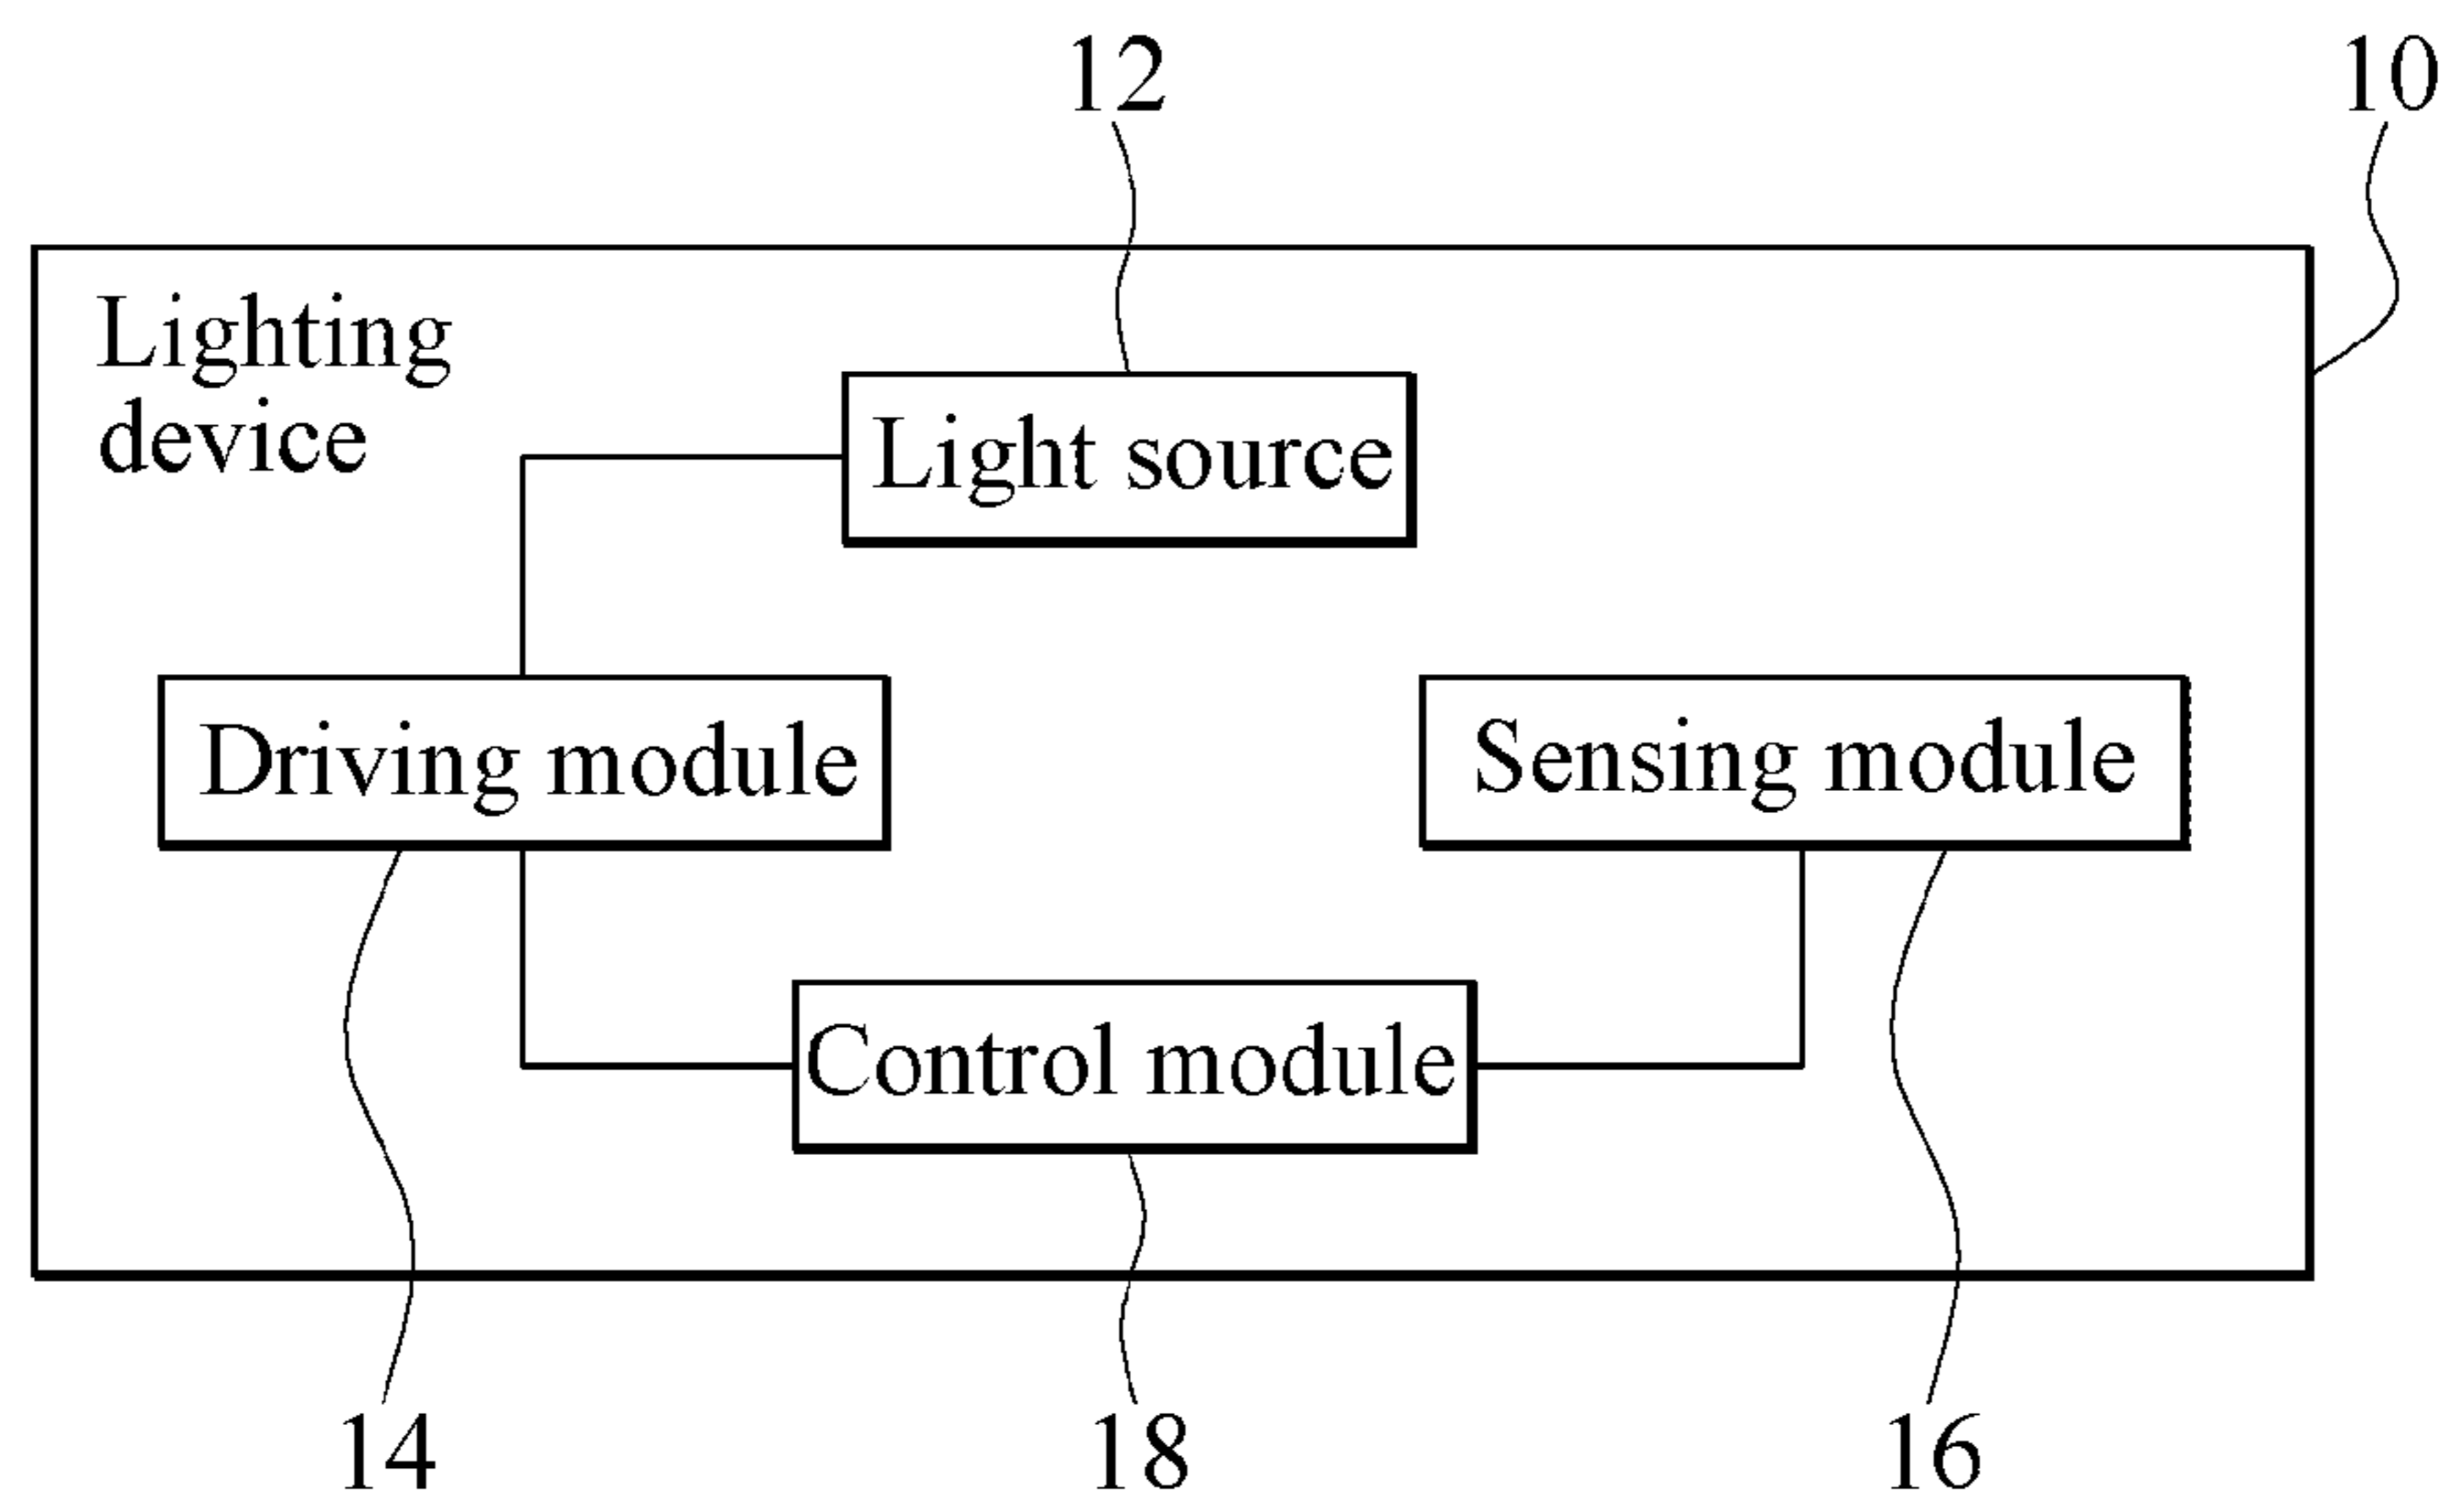 12
10
Lighting
device
Light source
Driving module
Sensing module
Control module
14
18
16